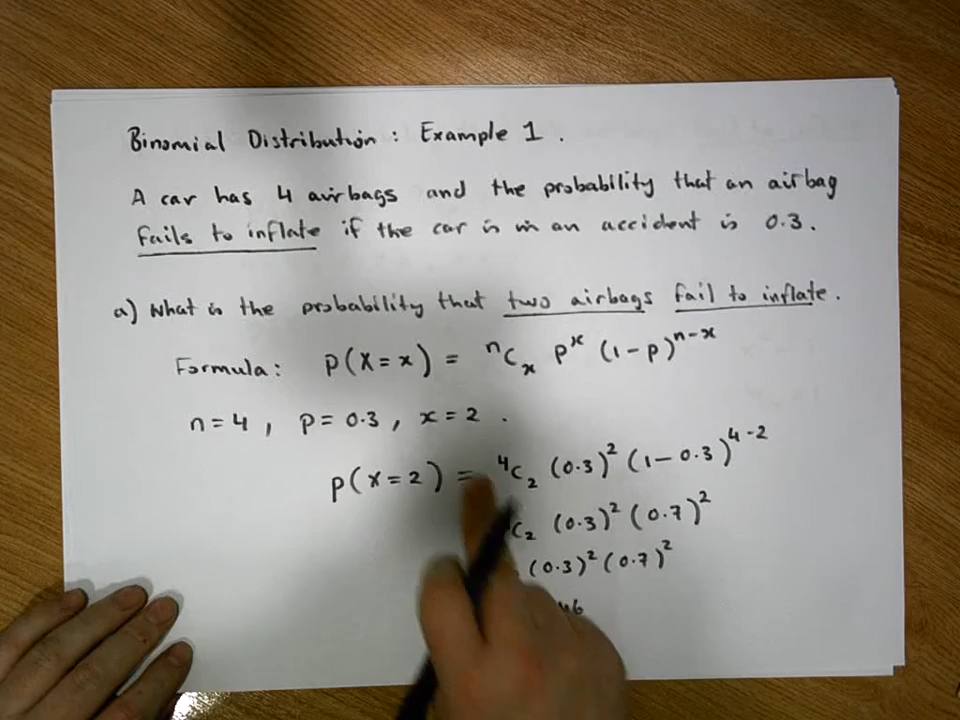 Binomial Distribution : Example 1 .
A car has 4 airbags and the probability that an airbag
fails to inflate if the car is in an accident is 0.3 .
a) What is the probability that two airbags fail to inflate .
Formula: P(X = x) = ⁿCₓ pˣ (1-p)ⁿ⁻ˣ
n = 4 , p = 0.3 , x = 2 .
P(X = 2) = ⁴C₂ (0.3)² (1 - 0.3)⁴⁻²
C₂ (0.3)² (0.7)²
(0.3)² (0.7)²
46